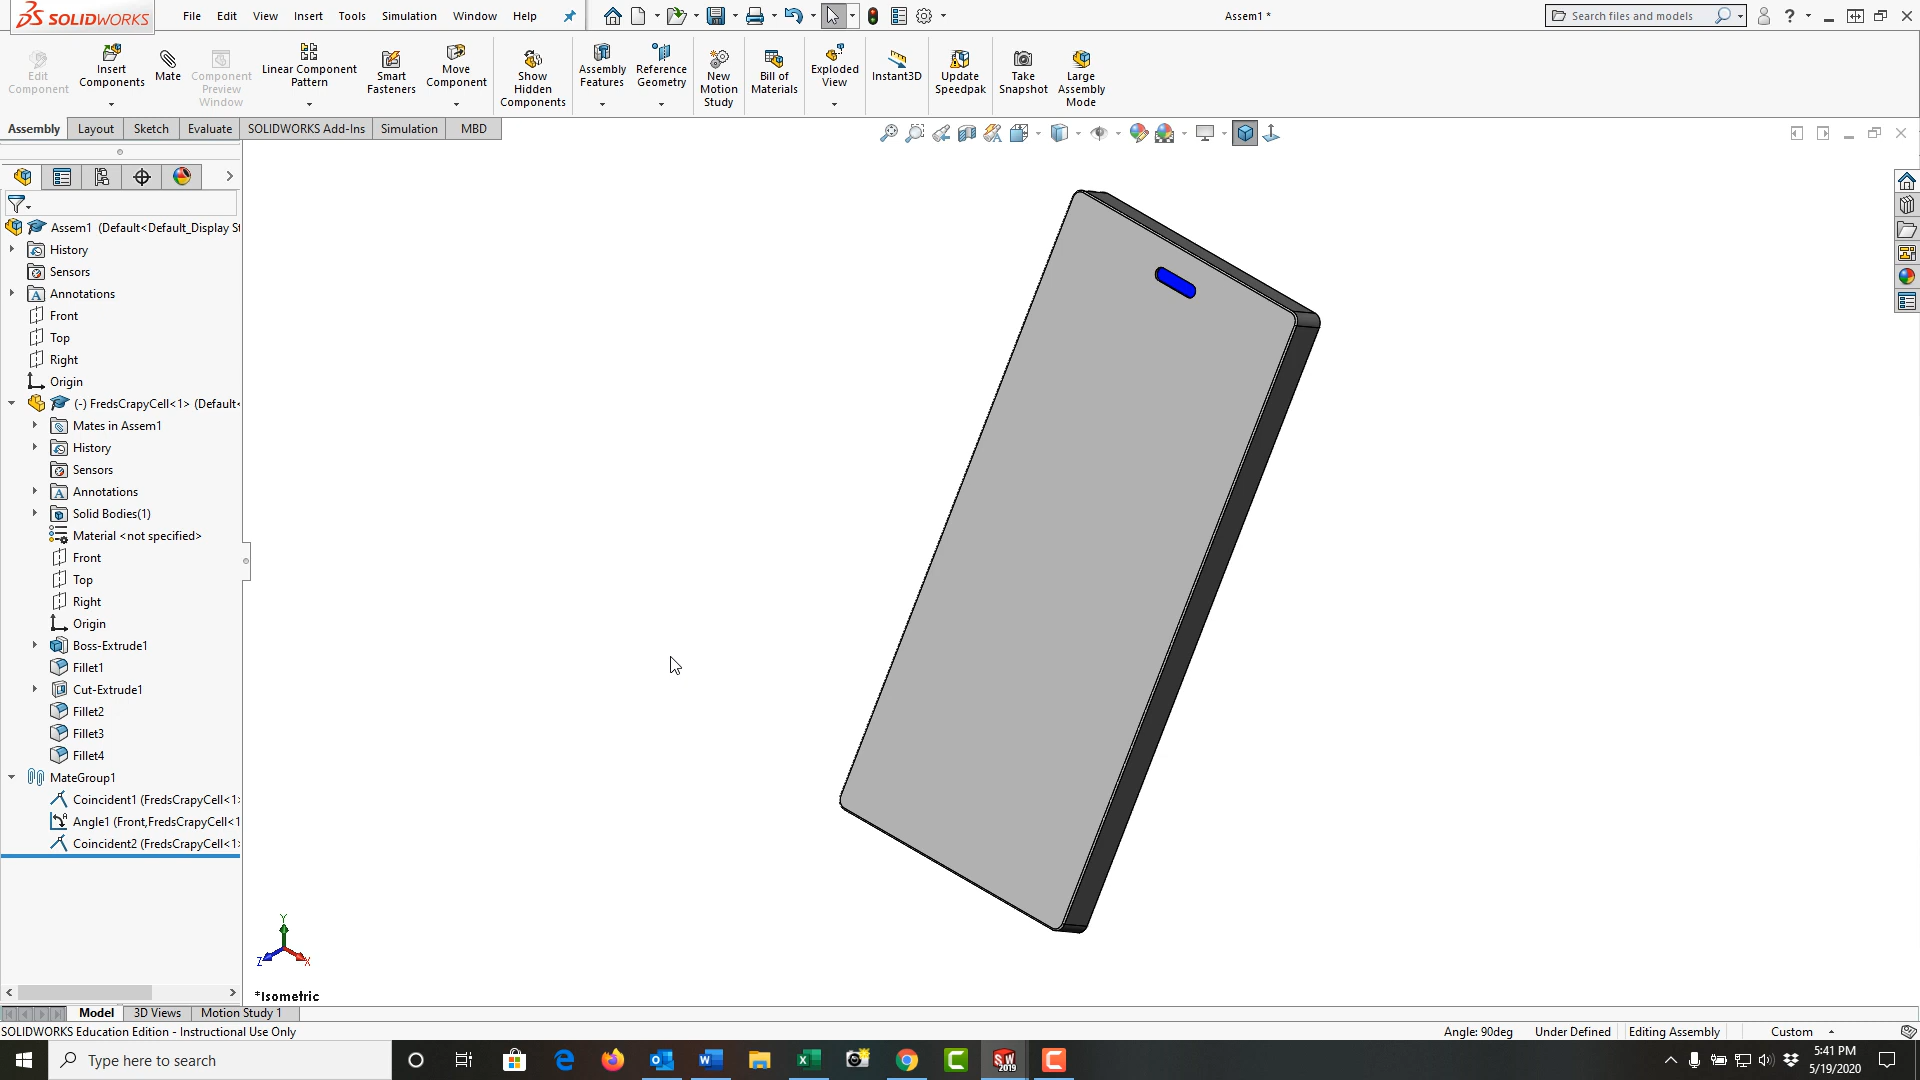 SOLIDWORKS File Edit View Insert Tools Simulation Window Help Assem1 * Search files and models
Edit Component
Insert Components
Mate
Component Preview Window
Linear Component Pattern
Smart Fasteners
Move Component
Show Hidden Components
Assembly Features
Reference Geometry
New Motion Study
Bill of Materials
Exploded View
Instant3D
Update Speedpak
Take Snapshot
Large Assembly Mode
Assembly Layout Sketch Evaluate SOLIDWORKS Add-Ins Simulation MBD
Assem1 (Default<Default_Display St
History
Sensors
Annotations
Front
Top
Right
Origin
(-) FredsCrapyCell<1> (Default<
Mates in Assem1
History
Sensors
Annotations
Solid Bodies(1)
Material <not specified>
Front
Top
Right
Origin
Boss-Extrude1
Fillet1
Cut-Extrude1
Fillet2
Fillet3
Fillet4
MateGroup1
Coincident1 (FredsCrapyCell<1>
Angle1 (Front,FredsCrapyCell<1
Coincident2 (FredsCrapyCell<1>
Y
Z X
*Isometric
Model 3D Views Motion Study 1
SOLIDWORKS Education Edition - Instructional Use Only Angle: 90deg Under Defined Editing Assembly Custom
Type here to search
SW 2019
5:41 PM
5/19/2020